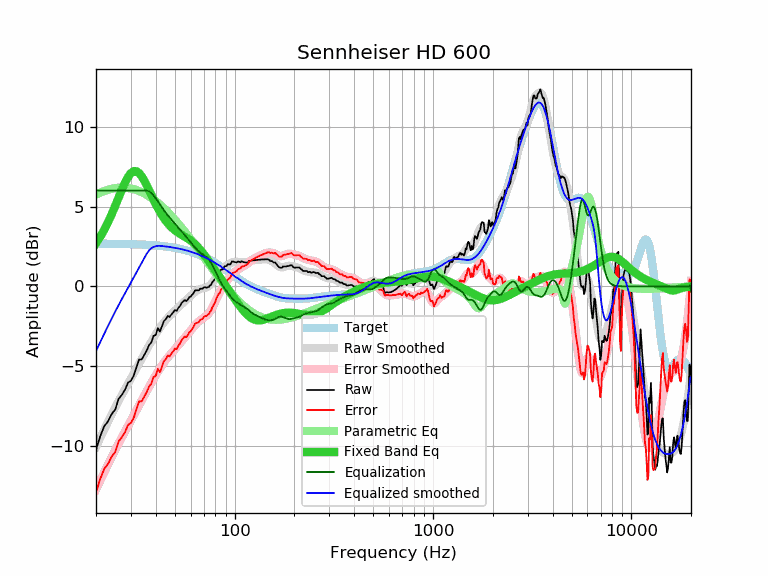 Sennheiser HD 600
Amplitude (dBr)
10
5
0
−5
−10
Target
Raw Smoothed
Error Smoothed
Raw
Error
Parametric Eq
Fixed Band Eq
Equalization
Equalized smoothed
100 1000 10000
Frequency (Hz)